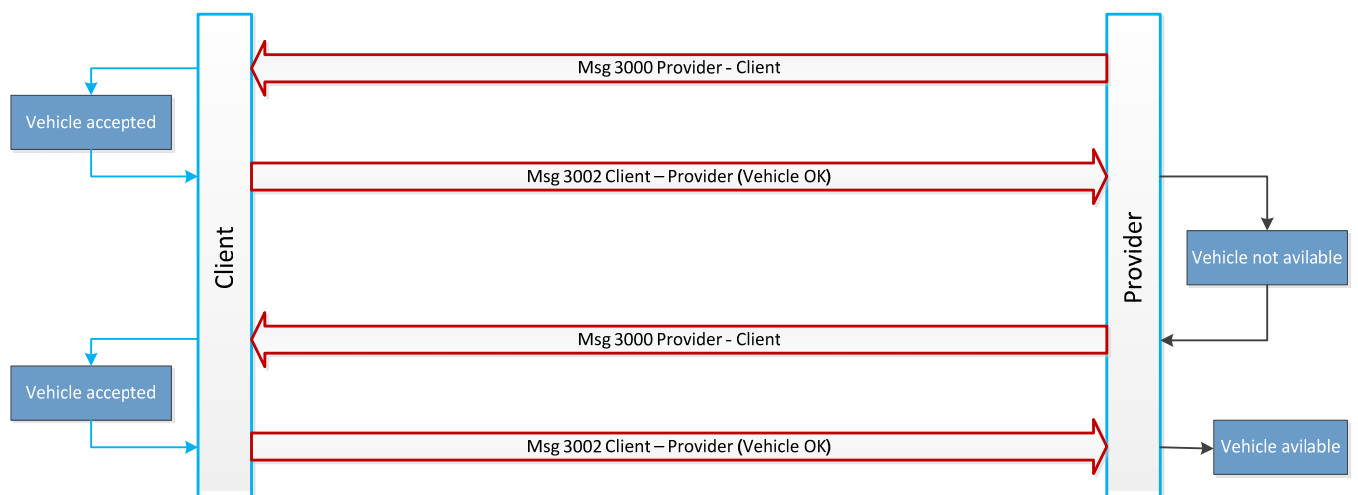 Msg 3000 Provider - Client
Vehicle accepted
Msg 3002 Client – Provider (Vehicle OK)
Client
Provider
Vehicle not avilable
Msg 3000 Provider - Client
Vehicle accepted
Msg 3002 Client – Provider (Vehicle OK)
Vehicle avilable